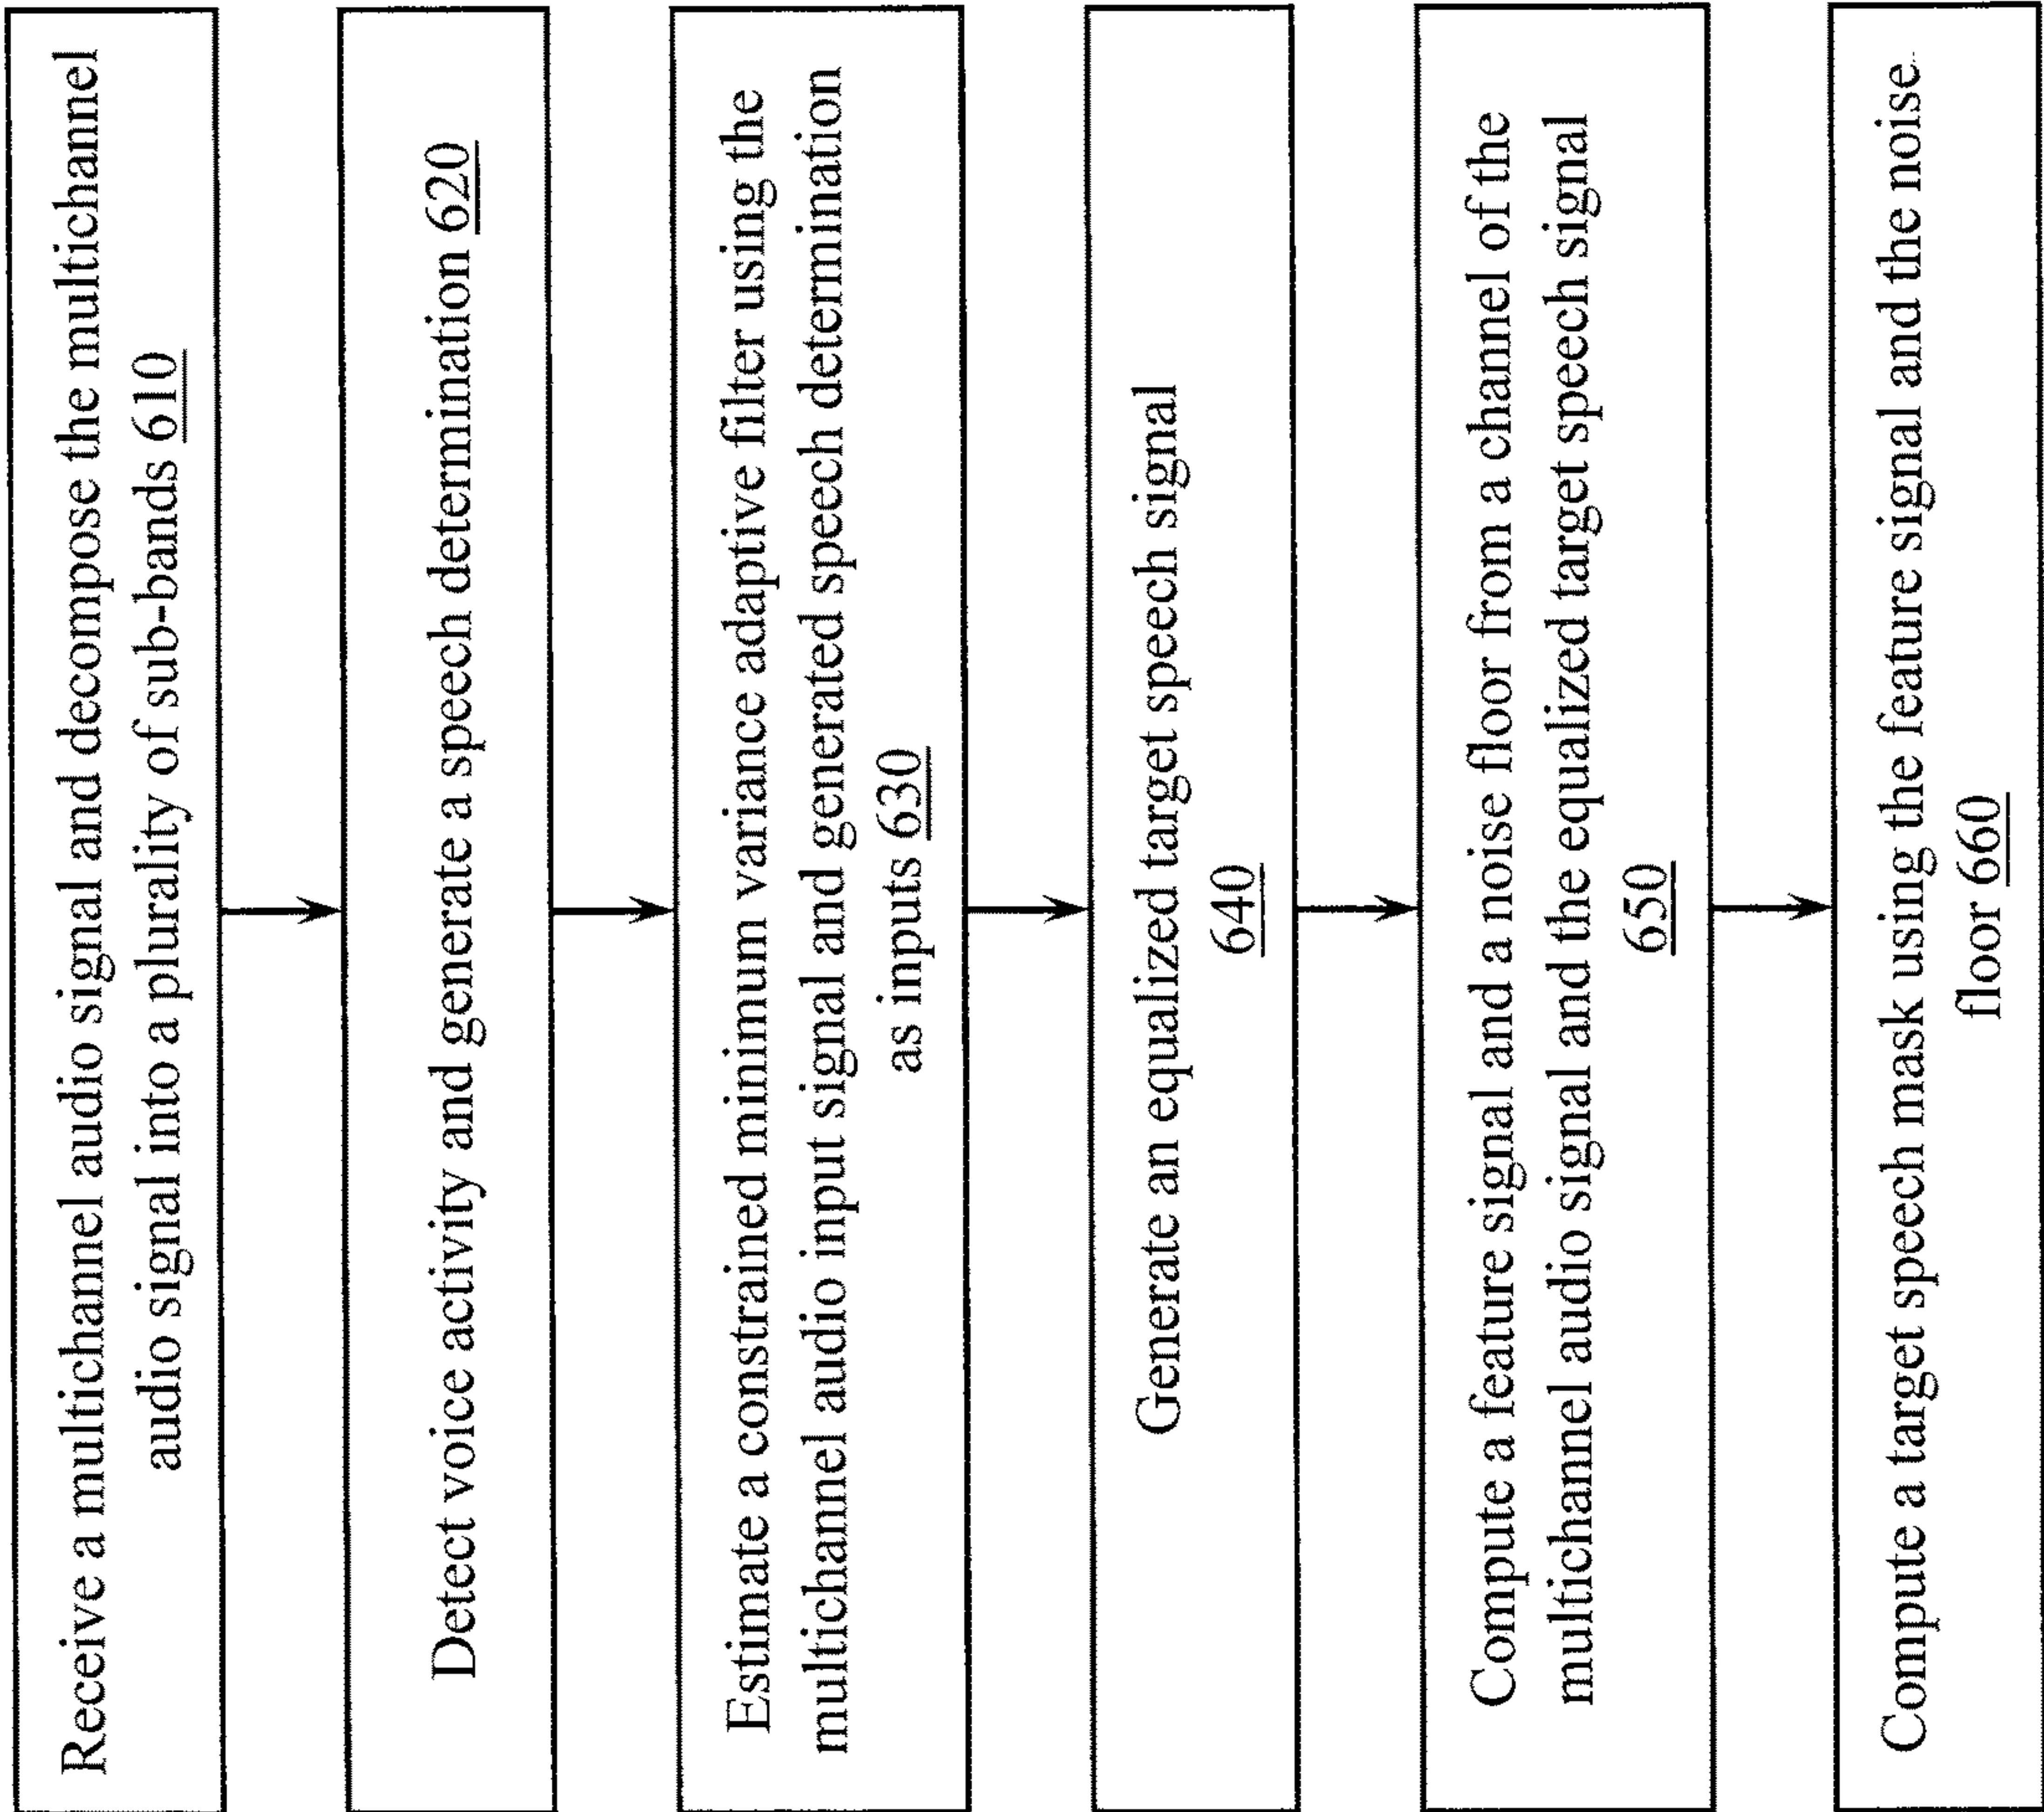 Receive a multichannel audio signal and decompose the multichannel
audio signal into a plurality of sub-bands 610
Detect voice activity and generate a speech determination 620
Estimate a constrained minimum variance adaptive filter using the
multichannel audio input signal and generated speech determination
as inputs 630
Generate an equalized target speech signal
640
Compute a feature signal and a noise floor from a channel of the
multichannel audio signal and the equalized target speech signal
650
Compute a target speech mask using the feature signal and the noise
floor 660